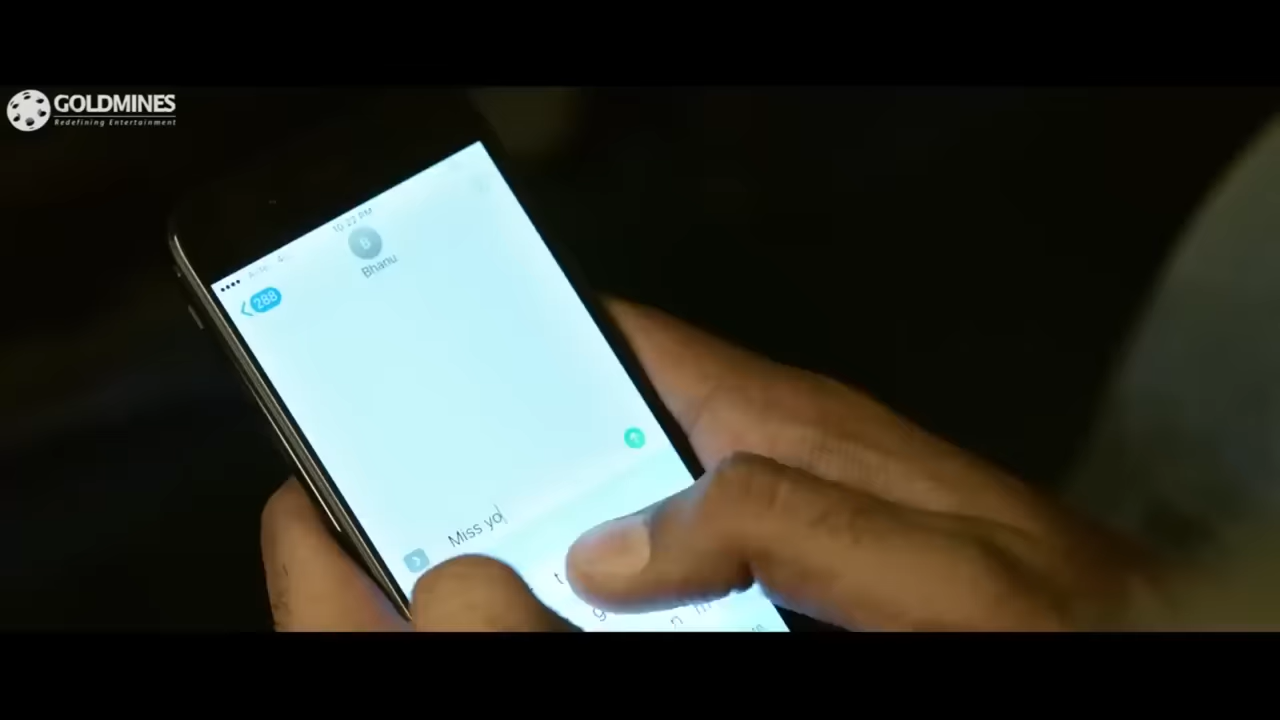 GOLDMINES
Redefining Entertainment
10:22 PM
B
Bhanu
288
Miss yo
t
g
n
m